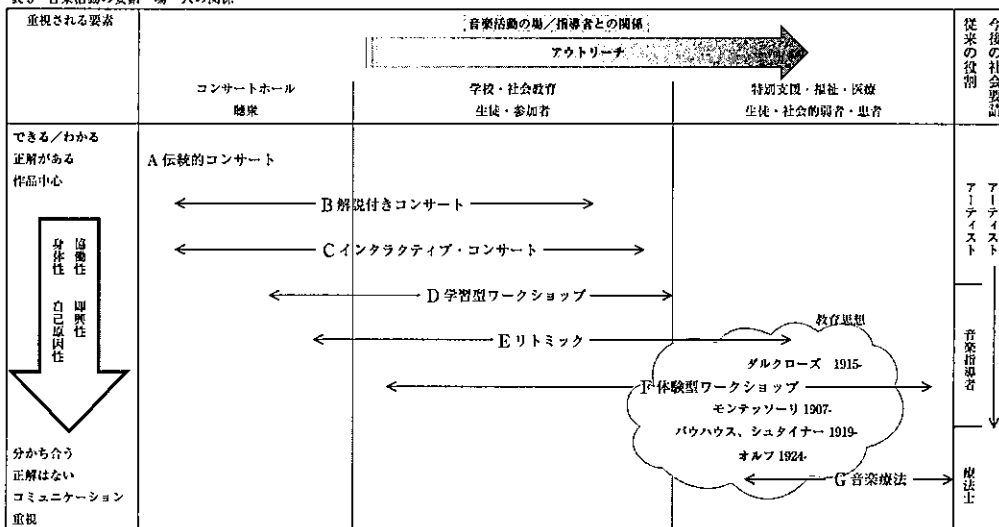 重視される要素
音楽活動の場／指導者との関係
アウトリーチ
コンサートホール
聴衆
学校・社会教育
生徒・参加者
特別支援・福祉・医療
生徒・社会的弱者・患者
従来の役割
今後の社会要請
できる／わかる
正解がある
作品中心
A 伝統的コンサート
B 解説付きコンサート
C インタラクティブ・コンサート
D 学習型ワークショップ
E リトミック
教育思想
ダルクローズ 1915-
F 体験型ワークショップ
モンテッソーリ 1907-
バウハウス、シュタイナー 1919-
オルフ 1924-
G 音楽療法
協働性 即興性
身体性 自己原因性
分かち合う
正解はない
コミュニケーション
重視
アーティスト
音楽指導者
療法士
アーティスト